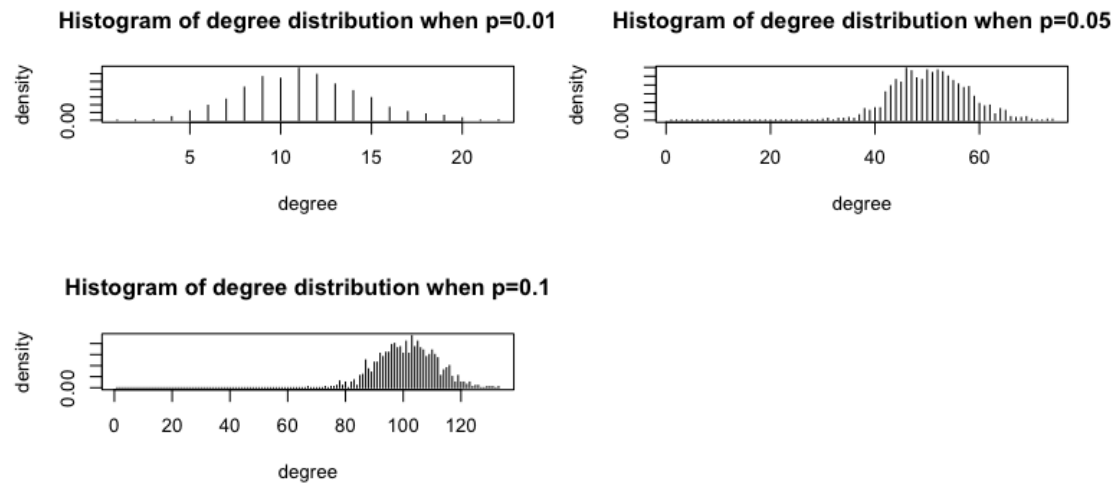 Histogram of degree distribution when p=0.01
density
0.00
5 10 15 20
degree
Histogram of degree distribution when p=0.05
density
0.00
0 20 40 60
degree
Histogram of degree distribution when p=0.1
density
0.00
0 20 40 60 80 100 120
degree